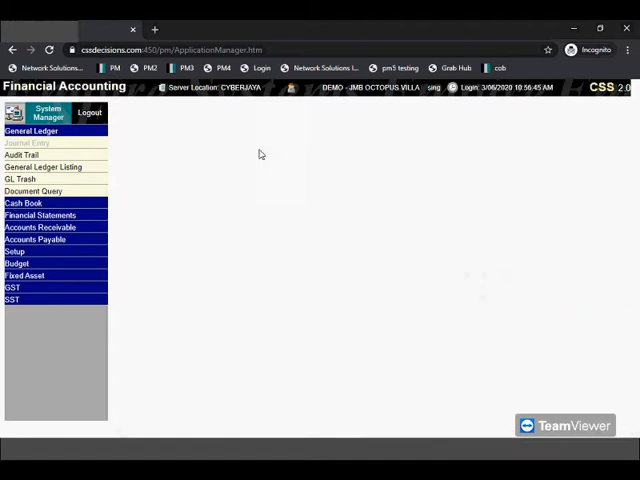 cssdecisions.com:450/pm/ApplicationManager.htm
Incognito
Network Solutions... PM PM2 PM3 PM4 Login Network Solutions I... pm5 testing Grab Hub cob
Financial Accounting Server Location: CYBERJAYA DEMO - JMB OCTOPUS VILLA sing Login: 3/06/2020 10:56:45 AM CSS 2.0
System Manager
Logout
General Ledger
Journal Entry
Audit Trail
General Ledger Listing
GL Trash
Document Query
Cash Book
Financial Statements
Accounts Receivable
Accounts Payable
Setup
Budget
Fixed Asset
GST
SST
TeamViewer